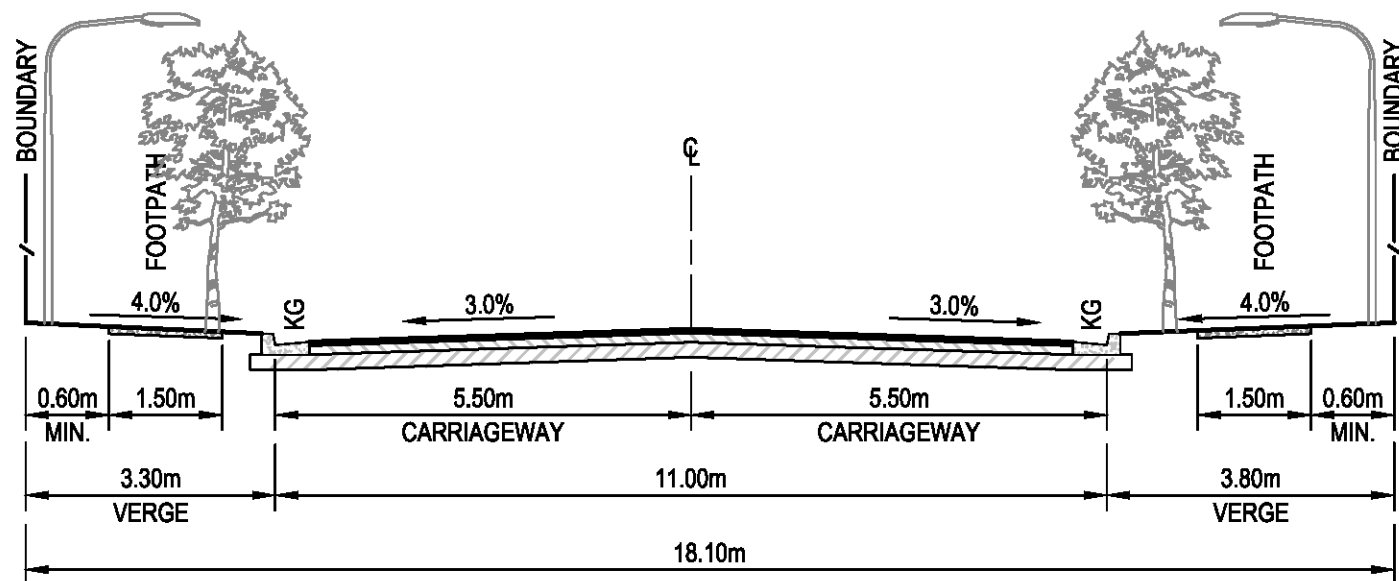 BOUNDARY
FOOTPATH
4.0%
KG
3.0%
℄
3.0%
KG
4.0%
FOOTPATH
BOUNDARY
0.60m
MIN.
1.50m
5.50m
CARRIAGEWAY
5.50m
CARRIAGEWAY
1.50m
0.60m
MIN.
3.30m
VERGE
11.00m
3.80m
VERGE
18.10m